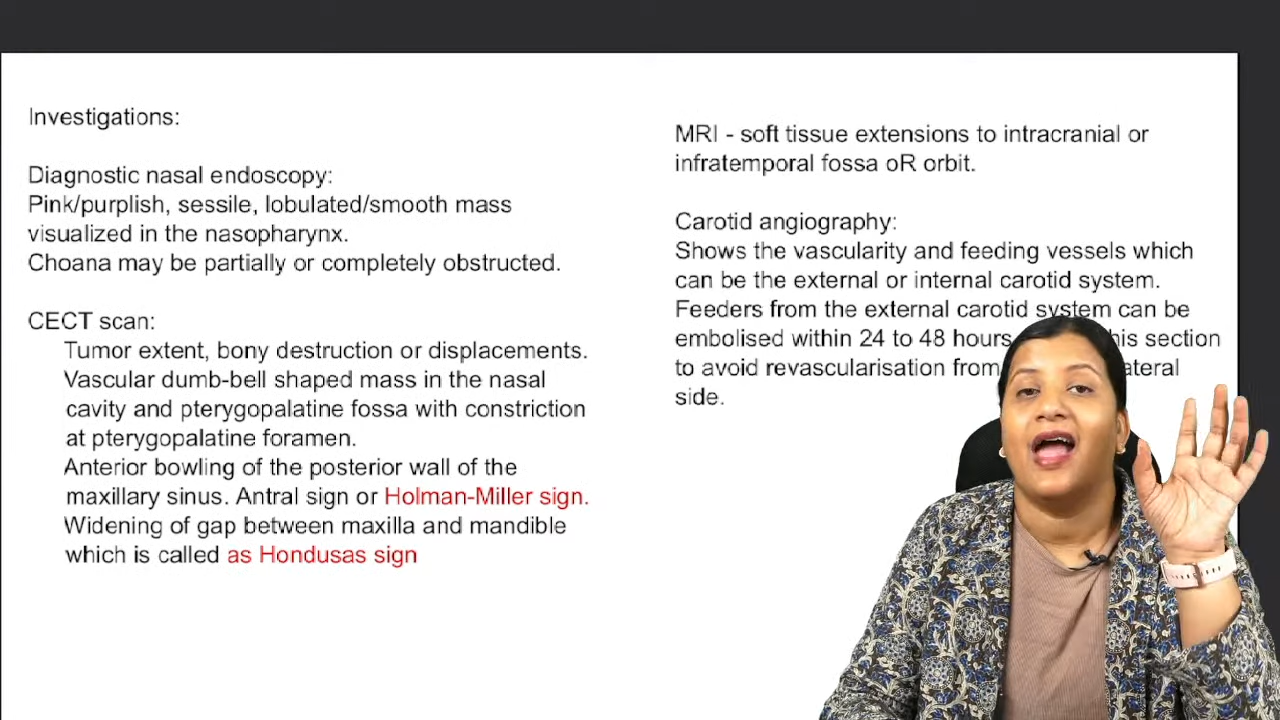 Investigations:
Diagnostic nasal endoscopy:
Pink/purplish, sessile, lobulated/smooth mass
visualized in the nasopharynx.
Choana may be partially or completely obstructed.
CECT scan:
Tumor extent, bony destruction or displacements.
Vascular dumb-bell shaped mass in the nasal
cavity and pterygopalatine fossa with constriction
at pterygopalatine foramen.
Anterior bowling of the posterior wall of the
maxillary sinus. Antral sign or Holman-Miller sign.
Widening of gap between maxilla and mandible
which is called as Hondusas sign
MRI - soft tissue extensions to intracranial or
infratemporal fossa oR orbit.
Carotid angiography:
Shows the vascularity and feeding vessels which
can be the external or internal carotid system.
Feeders from the external carotid system can be
embolised within 24 to 48 hours section
to avoid revascularisation from
side.